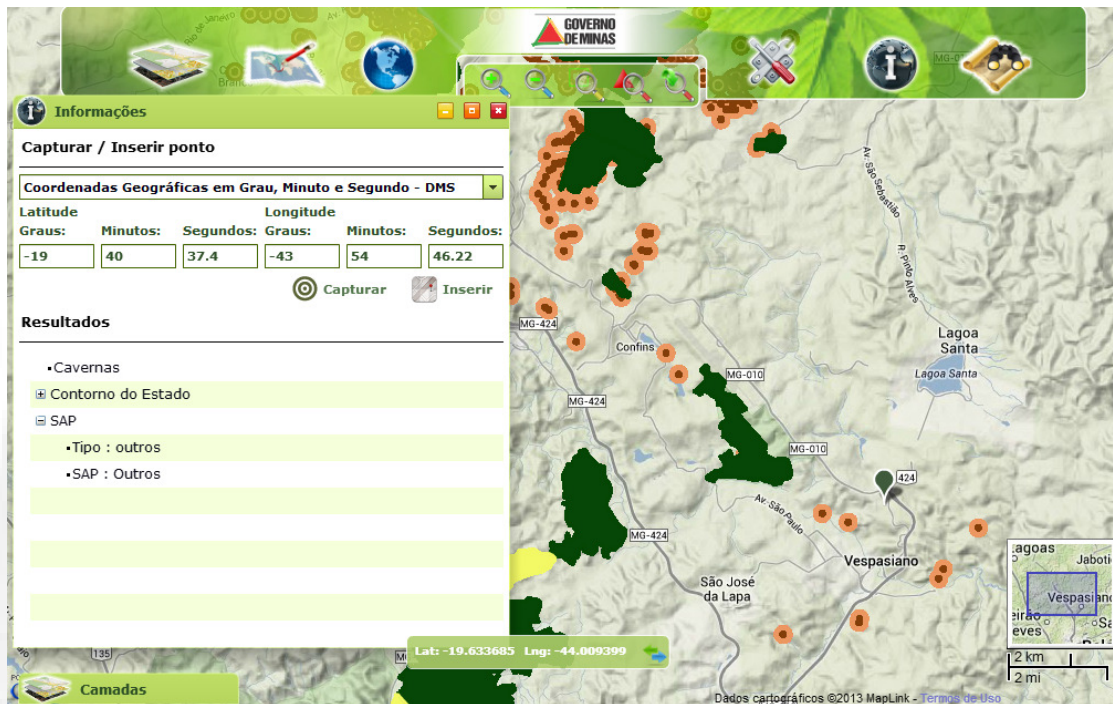 GOVERNO
DE MINAS
Informações
Capturar / Inserir ponto
Coordenadas Geográficas em Grau, Minuto e Segundo - DMS
Latitude Longitude
Graus: Minutos: Segundos: Graus: Minutos: Segundos:
-19 40 37.4 -43 54 46.22
Capturar Inserir
Resultados
Cavernas
Contorno do Estado
SAP
Tipo : outros
SAP : Outros
Av. São Sebastião
R. Pinto Alves
MG-424
Confins
Lagoa
Santa
Lagoa Santa
MG-010
MG-424
MG-010
424
Av. São Paulo
MG-424
Vespasiano
São José
da Lapa
agoas
Vespasian
eves
Lat: -19.633685 Lng: -44.009399
135
2 km
2 mi
Camadas
Dados cartográficos ©2013 MapLink - Termos de Uso